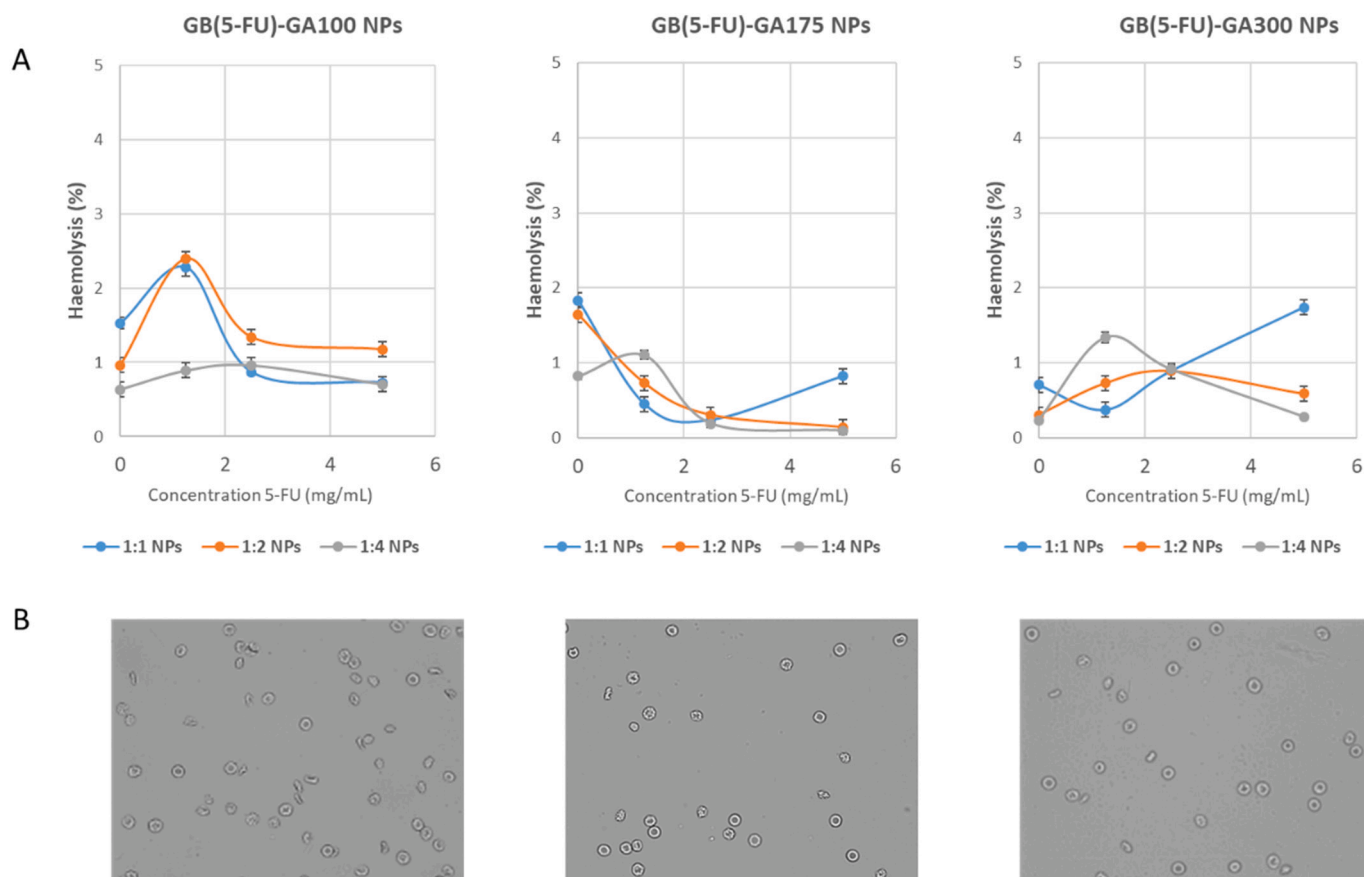 GB(5-FU)-GA100 NPs GB(5-FU)-GA175 NPs GB(5-FU)-GA300 NPs
A
5 5 5
4 4 4
3 3 3
2 2 2
1 1 1
0 0 0
Haemolysis (%) Haemolysis (%) Haemolysis (%)
0 2 4 6 0 2 4 6 0 2 4 6
Concentration 5-FU (mg/mL) Concentration 5-FU (mg/mL) Concentration 5-FU (mg/mL)
1:1 NPs 1:2 NPs 1:4 NPs 1:1 NPs 1:2 NPs 1:4 NPs 1:1 NPs 1:2 NPs 1:4 NPs
B